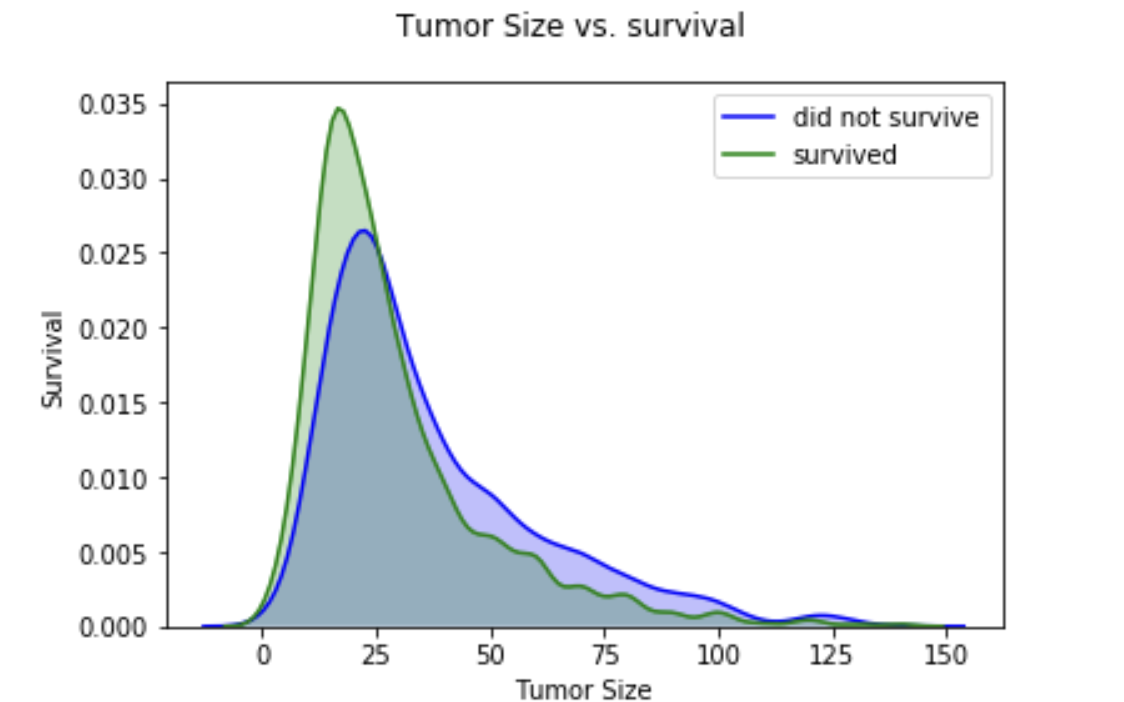 Tumor Size vs. survival
did not survive
survived
0.035
0.030
0.025
0.020
0.015
0.010
0.005
0.000
Survival
0 25 50 75 100 125 150
Tumor Size